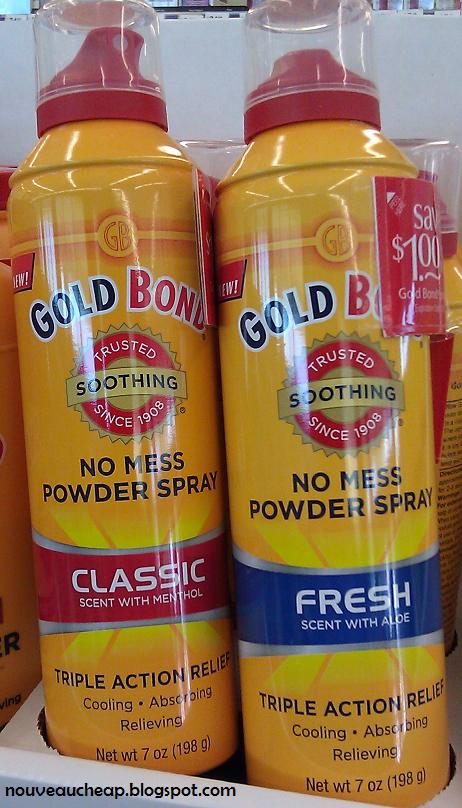 GB
NEW!
GOLD BOND
TRUSTED
SOOTHING
SINCE 1908
NO MESS
POWDER SPRAY
CLASSIC
SCENT WITH MENTHOL
TRIPLE ACTION RELIEF
Cooling • Absorbing
Relieving
Net wt 7 oz (198 g)
GB
NEW!
GOLD B
TRUSTED
SOOTHING
SINCE 1908
NO MESS
POWDER SPRAY
FRESH
SCENT WITH ALOE
TRIPLE ACTION RELIEF
Cooling • Absorbing
Relieving
Net wt 7 oz (198 g)
sav
$1.00
Gold Bond
nouveaucheap.blogspot.com